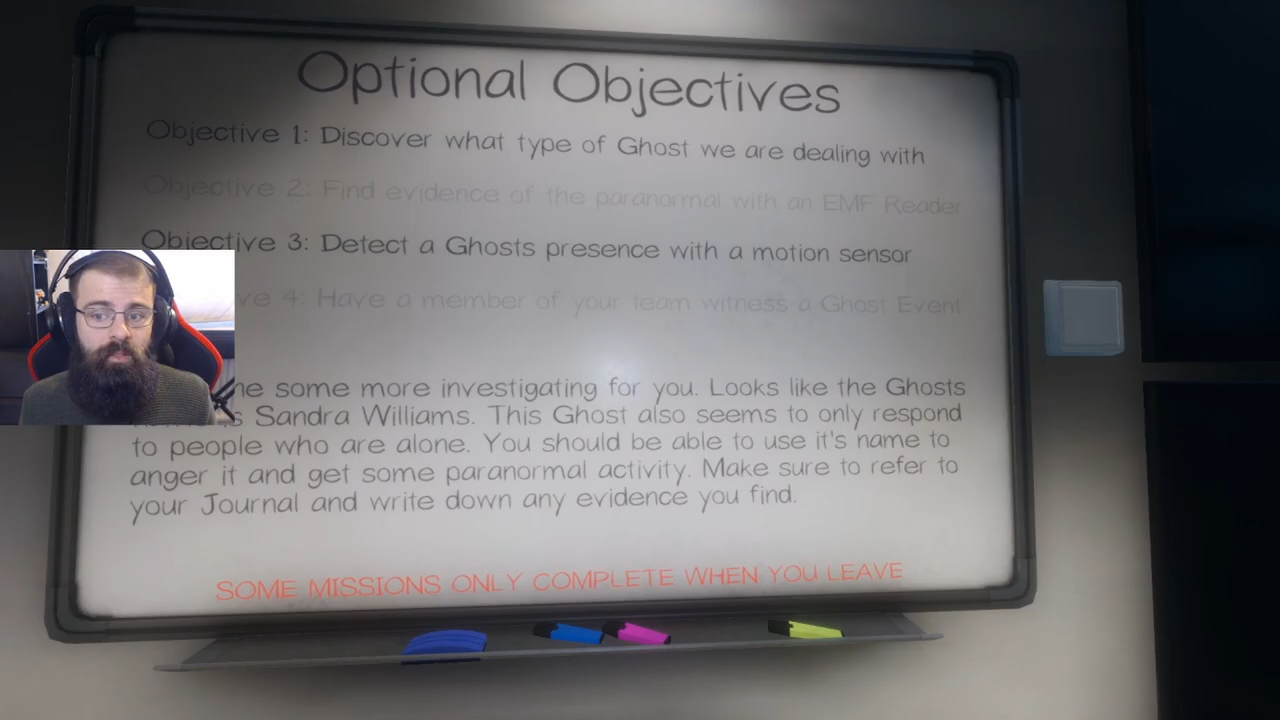 Optional Objectives
Objective 1: Discover what type of Ghost we are dealing with
Objective 2: Find evidence of the paranormal with an EMF Reader
Objective 3: Detect a Ghosts presence with a motion sensor
4: Have a member of your team witness a Ghost Event
some more investigating for you. Looks like the Ghosts
Sandra Williams. This Ghost also seems to only respond
to people who are alone. You should be able to use it's name to
anger it and get some paranormal activity. Make sure to refer to
your Journal and write down any evidence you find.
SOME MISSIONS ONLY COMPLETE WHEN YOU LEAVE